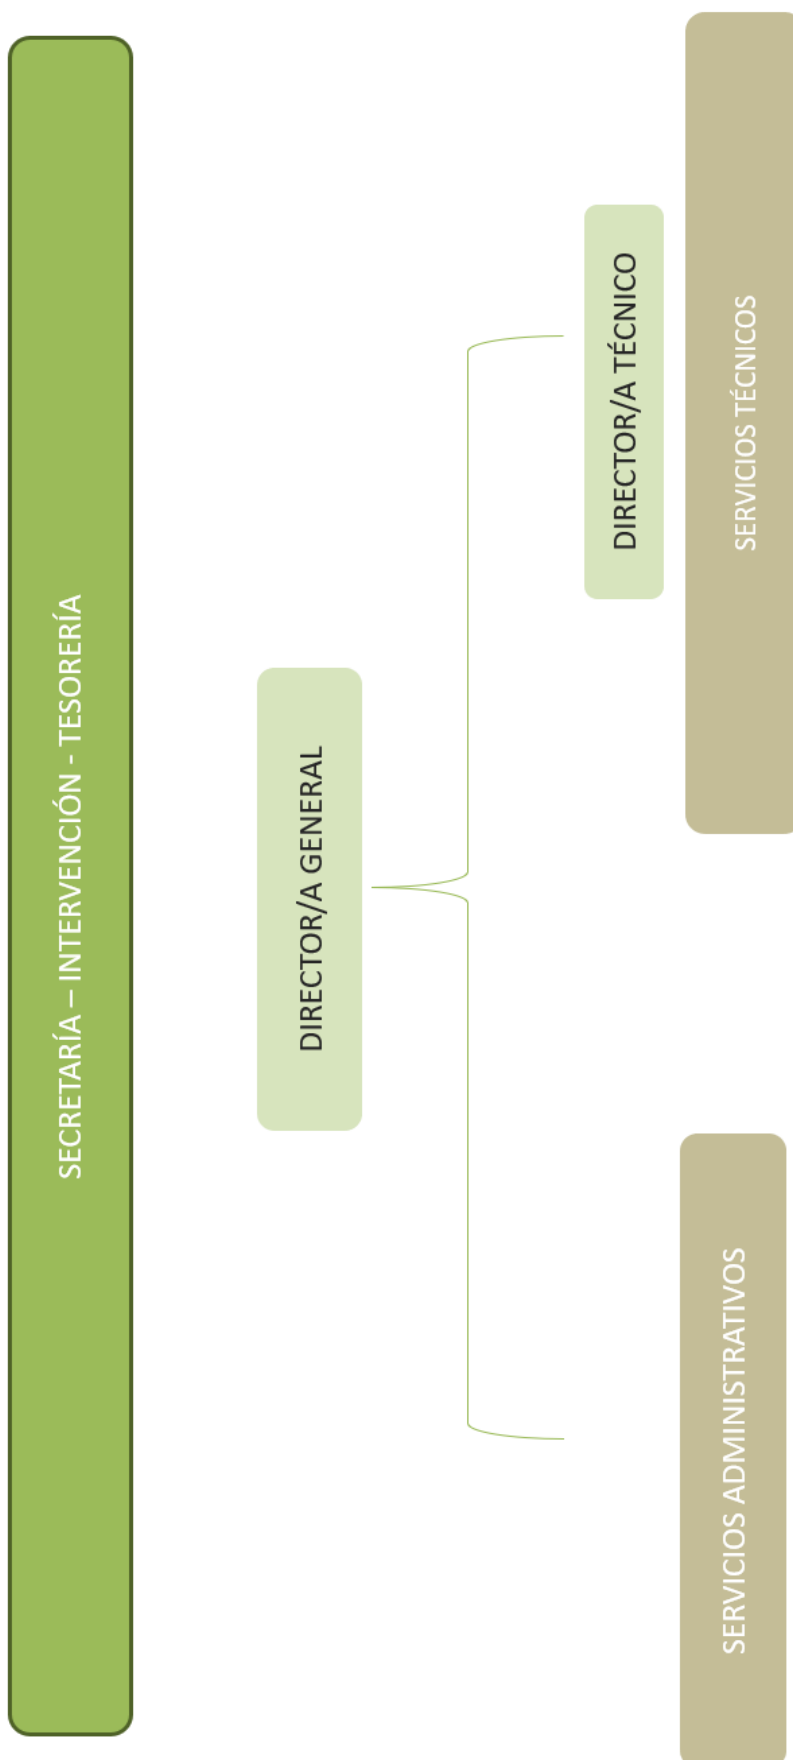 SECRETARÍA – INTERVENCIÓN - TESORERÍA
DIRECTOR/A GENERAL
DIRECTOR/A TÉCNICO
SERVICIOS ADMINISTRATIVOS
SERVICIOS TÉCNICOS